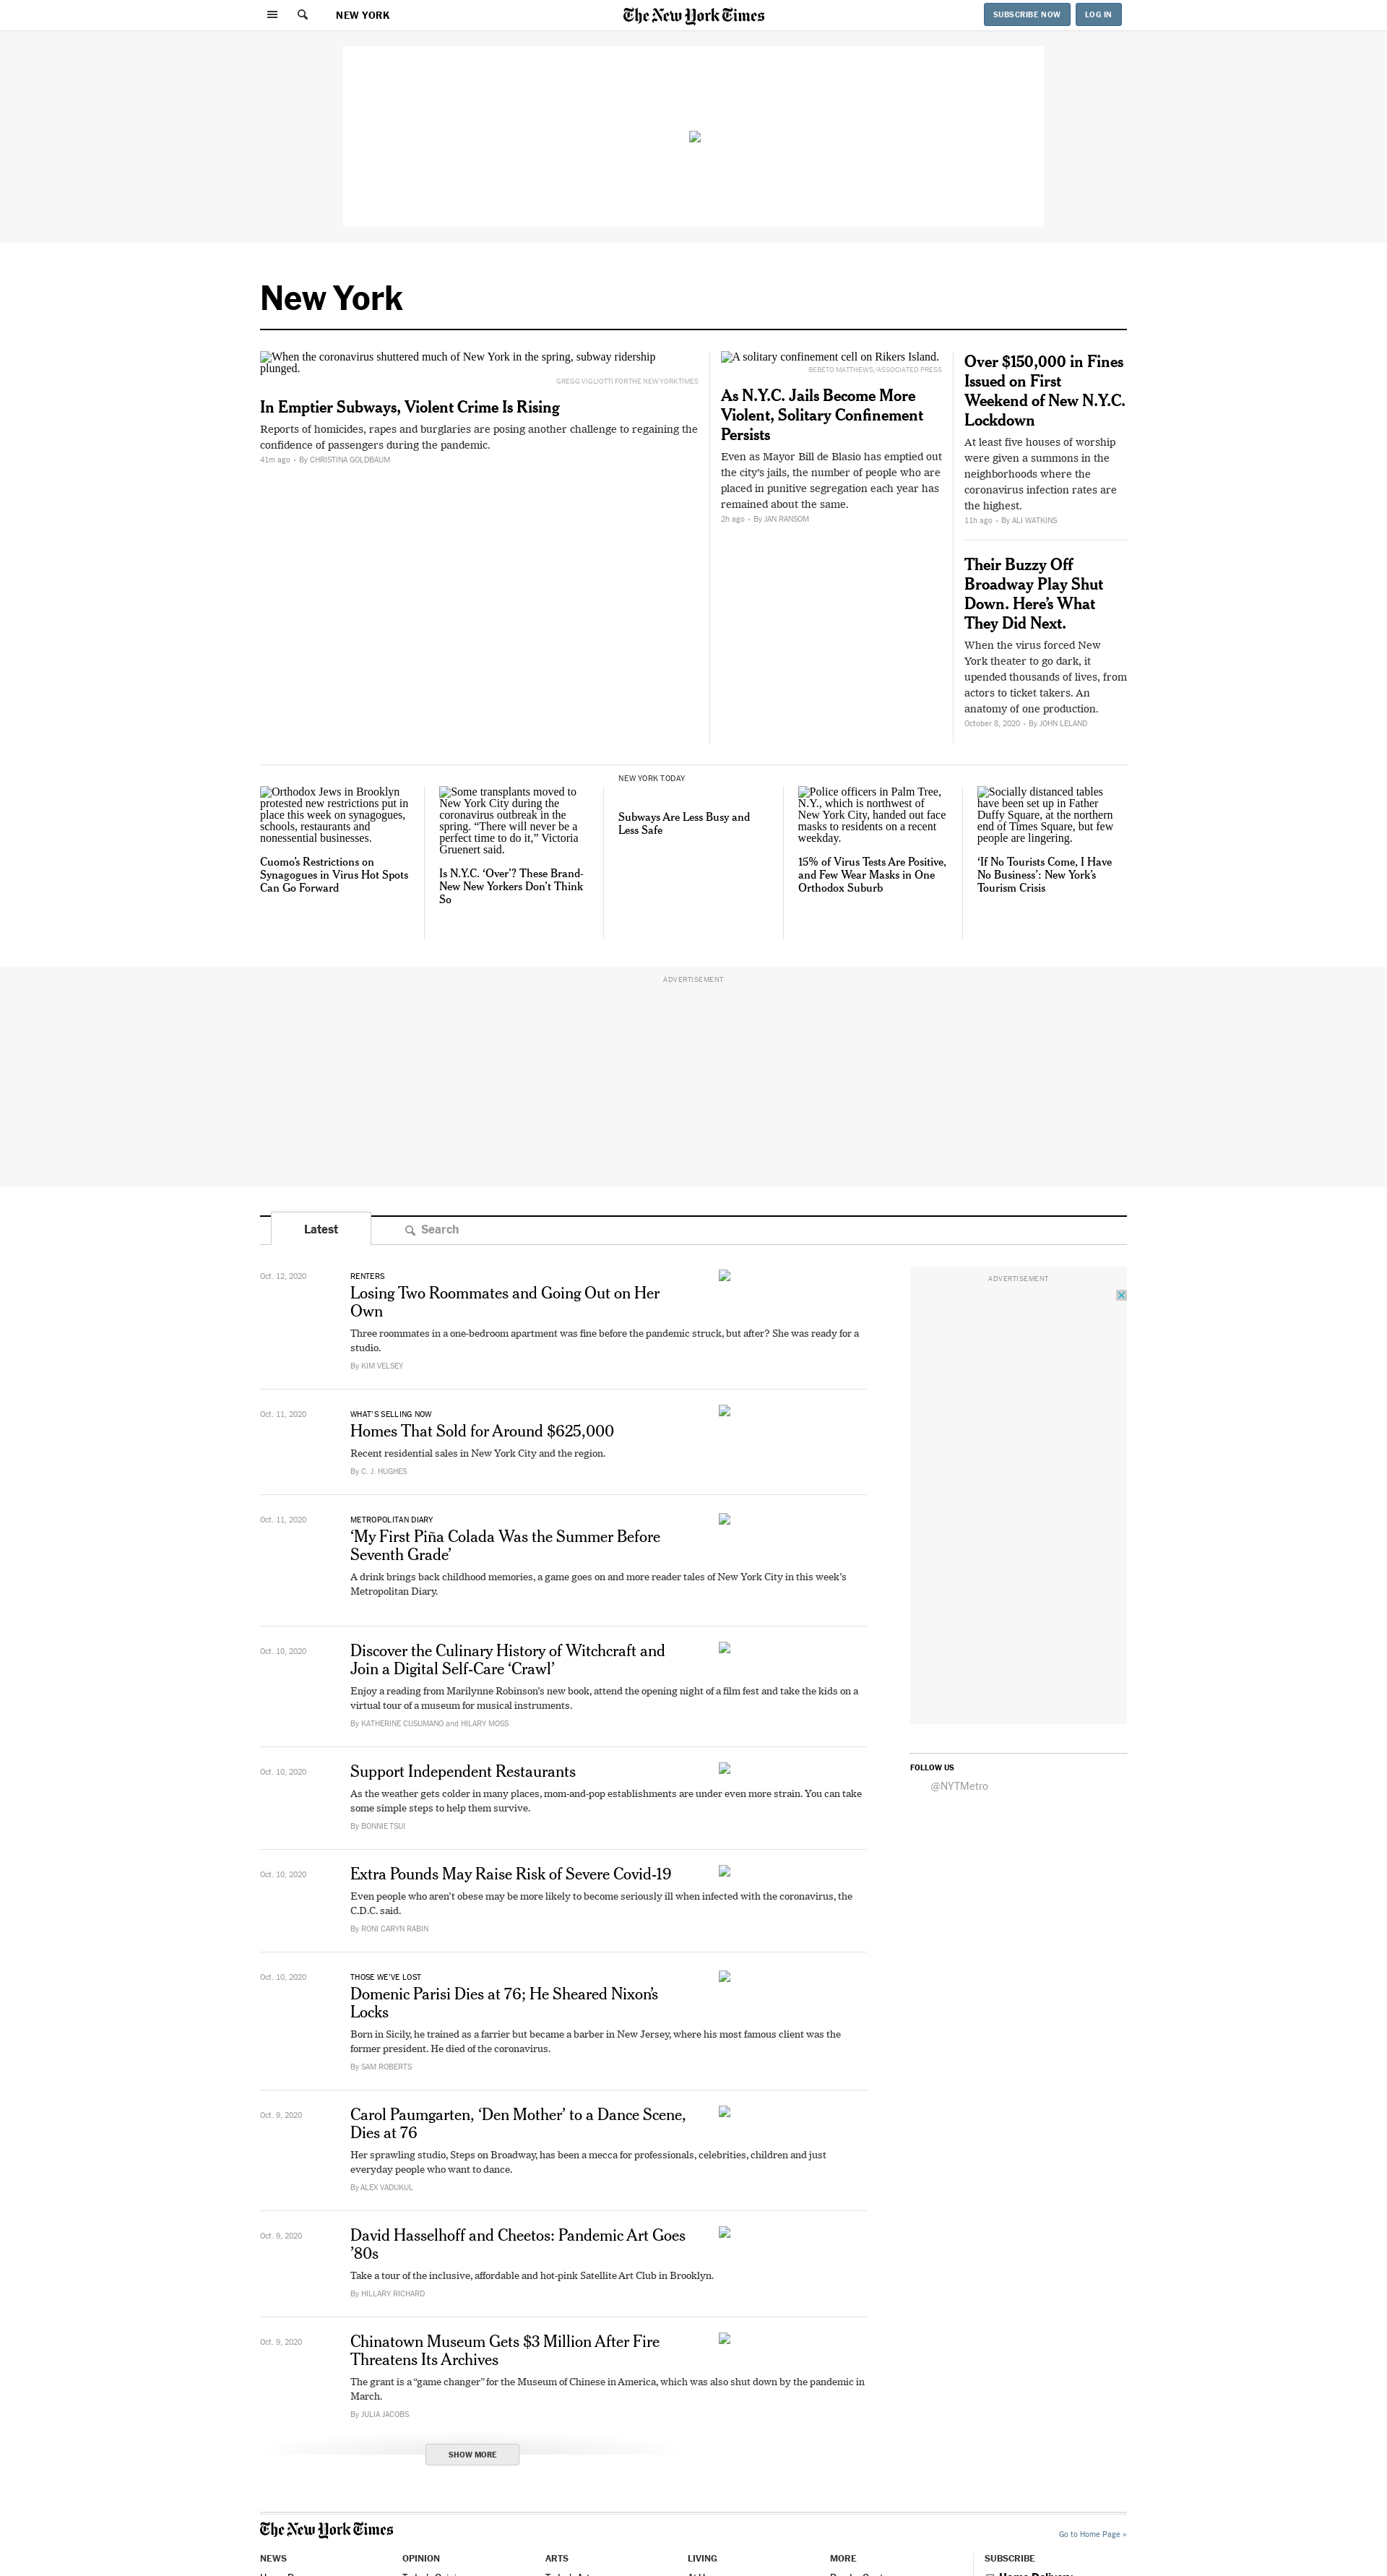 NEW YORK
The New York Times
SUBSCRIBE NOW
LOG IN
New York
When the coronavirus shuttered much of New York in the spring, subway ridership
plunged.
GREGG VIGLIOTTI FOR THE NEW YORK TIMES
In Emptier Subways, Violent Crime Is Rising
Reports of homicides, rapes and burglaries are posing another challenge to regaining the
confidence of passengers during the pandemic.
41m ago • By CHRISTINA GOLDBAUM
A solitary confinement cell on Rikers Island.
BEBETO MATTHEWS/ASSOCIATED PRESS
As N.Y.C. Jails Become More
Violent, Solitary Confinement
Persists
Even as Mayor Bill de Blasio has emptied out
the city’s jails, the number of people who are
placed in punitive segregation each year has
remained about the same.
2h ago • By JAN RANSOM
Over $150,000 in Fines
Issued on First
Weekend of New N.Y.C.
Lockdown
At least five houses of worship
were given a summons in the
neighborhoods where the
coronavirus infection rates are
the highest.
11h ago • By ALI WATKINS
Their Buzzy Off
Broadway Play Shut
Down. Here’s What
They Did Next.
When the virus forced New
York theater to go dark, it
upended thousands of lives, from
actors to ticket takers. An
anatomy of one production.
October 8, 2020 • By JOHN LELAND
Orthodox Jews in Brooklyn
protested new restrictions put in
place this week on synagogues,
schools, restaurants and
nonessential businesses.
Cuomo’s Restrictions on
Synagogues in Virus Hot Spots
Can Go Forward
Some transplants moved to
New York City during the
coronavirus outbreak in the
spring. “There will never be a
perfect time to do it,” Victoria
Gruenert said.
Is N.Y.C. ‘Over’? These Brand-
New New Yorkers Don’t Think
So
NEW YORK TODAY
Subways Are Less Busy and
Less Safe
Police officers in Palm Tree,
N.Y., which is northwest of
New York City, handed out face
masks to residents on a recent
weekday.
15% of Virus Tests Are Positive,
and Few Wear Masks in One
Orthodox Suburb
Socially distanced tables
have been set up in Father
Duffy Square, at the northern
end of Times Square, but few
people are lingering.
‘If No Tourists Come, I Have
No Business’: New York’s
Tourism Crisis
ADVERTISEMENT
Latest
Search
Oct. 12, 2020
RENTERS
Losing Two Roommates and Going Out on Her
Own
Three roommates in a one-bedroom apartment was fine before the pandemic struck, but after? She was ready for a
studio.
By KIM VELSEY
Oct. 11, 2020
WHAT’S SELLING NOW
Homes That Sold for Around $625,000
Recent residential sales in New York City and the region.
By C. J. HUGHES
Oct. 11, 2020
METROPOLITAN DIARY
‘My First Piña Colada Was the Summer Before
Seventh Grade’
A drink brings back childhood memories, a game goes on and more reader tales of New York City in this week’s
Metropolitan Diary.
Oct. 10, 2020
Discover the Culinary History of Witchcraft and
Join a Digital Self-Care ‘Crawl’
Enjoy a reading from Marilynne Robinson’s new book, attend the opening night of a film fest and take the kids on a
virtual tour of a museum for musical instruments.
By KATHERINE CUSUMANO and HILARY MOSS
Oct. 10, 2020
Support Independent Restaurants
As the weather gets colder in many places, mom-and-pop establishments are under even more strain. You can take
some simple steps to help them survive.
By BONNIE TSUI
Oct. 10, 2020
Extra Pounds May Raise Risk of Severe Covid-19
Even people who aren’t obese may be more likely to become seriously ill when infected with the coronavirus, the
C.D.C. said.
By RONI CARYN RABIN
Oct. 10, 2020
THOSE WE’VE LOST
Domenic Parisi Dies at 76; He Sheared Nixon’s
Locks
Born in Sicily, he trained as a farrier but became a barber in New Jersey, where his most famous client was the
former president. He died of the coronavirus.
By SAM ROBERTS
Oct. 9, 2020
Carol Paumgarten, ‘Den Mother’ to a Dance Scene,
Dies at 76
Her sprawling studio, Steps on Broadway, has been a mecca for professionals, celebrities, children and just
everyday people who want to dance.
By ALEX VADUKUL
Oct. 9, 2020
David Hasselhoff and Cheetos: Pandemic Art Goes
’80s
Take a tour of the inclusive, affordable and hot-pink Satellite Art Club in Brooklyn.
By HILLARY RICHARD
Oct. 9, 2020
Chinatown Museum Gets $3 Million After Fire
Threatens Its Archives
The grant is a “game changer” for the Museum of Chinese in America, which was also shut down by the pandemic in
March.
By JULIA JACOBS
SHOW MORE
ADVERTISEMENT
FOLLOW US
@NYTMetro
The New York Times
Go to Home Page »
NEWS
OPINION
ARTS
LIVING
MORE
SUBSCRIBE